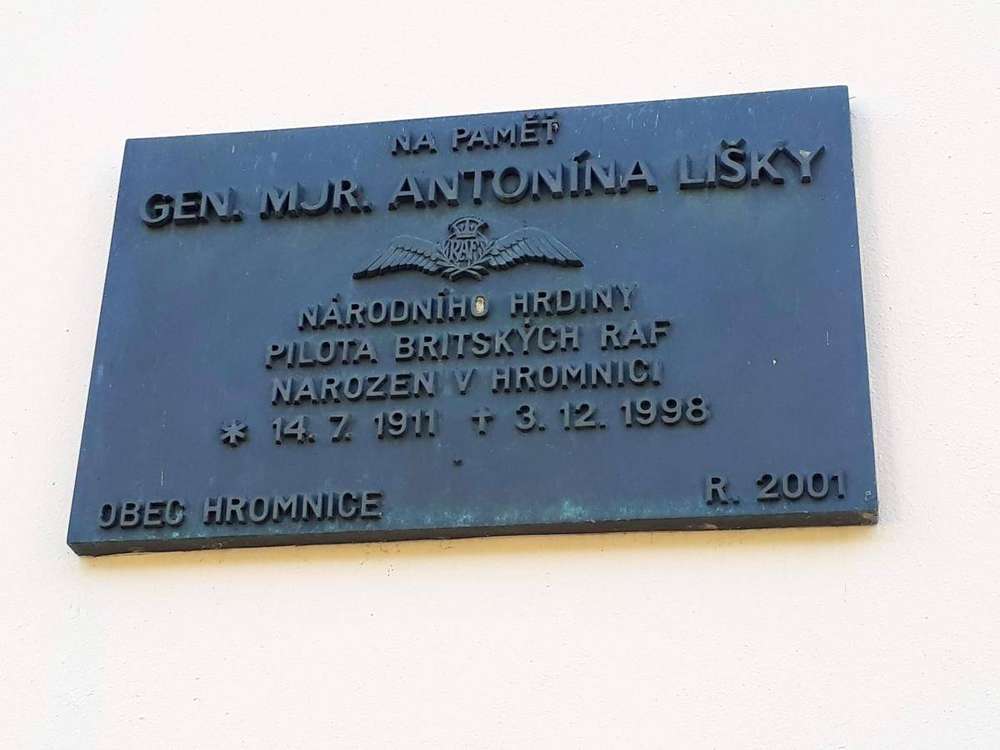 NA PAMĚŤ
GEN. MJR. ANTONÍNA LIŠKY
RAF
NÁRODNÍHO HRDINY
PILOTA BRITSKÝCH RAF
NAROZEN V HROMNICI
* 14. 7. 1911 ✝ 3. 12. 1998
OBEC HROMNICE
R. 2001